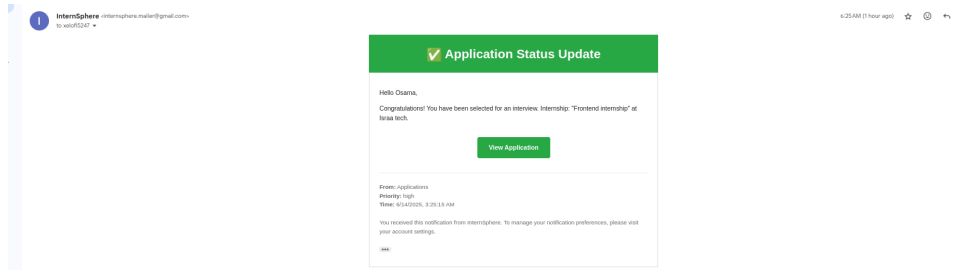 I
InternSphere <internsphere.mailer@gmail.com>
6:25 AM (1 hour ago)
to xelofi5247
✅ Application Status Update
Hello Osama,
Congratulations! You have been selected for an interview. Internship: "Frontend internship" at
Israa tech.
View Application
From: Applications
Priority: high
Time: 6/14/2025, 3:25:15 AM
You received this notification from InternSphere. To manage your notification preferences, please visit
your account settings.